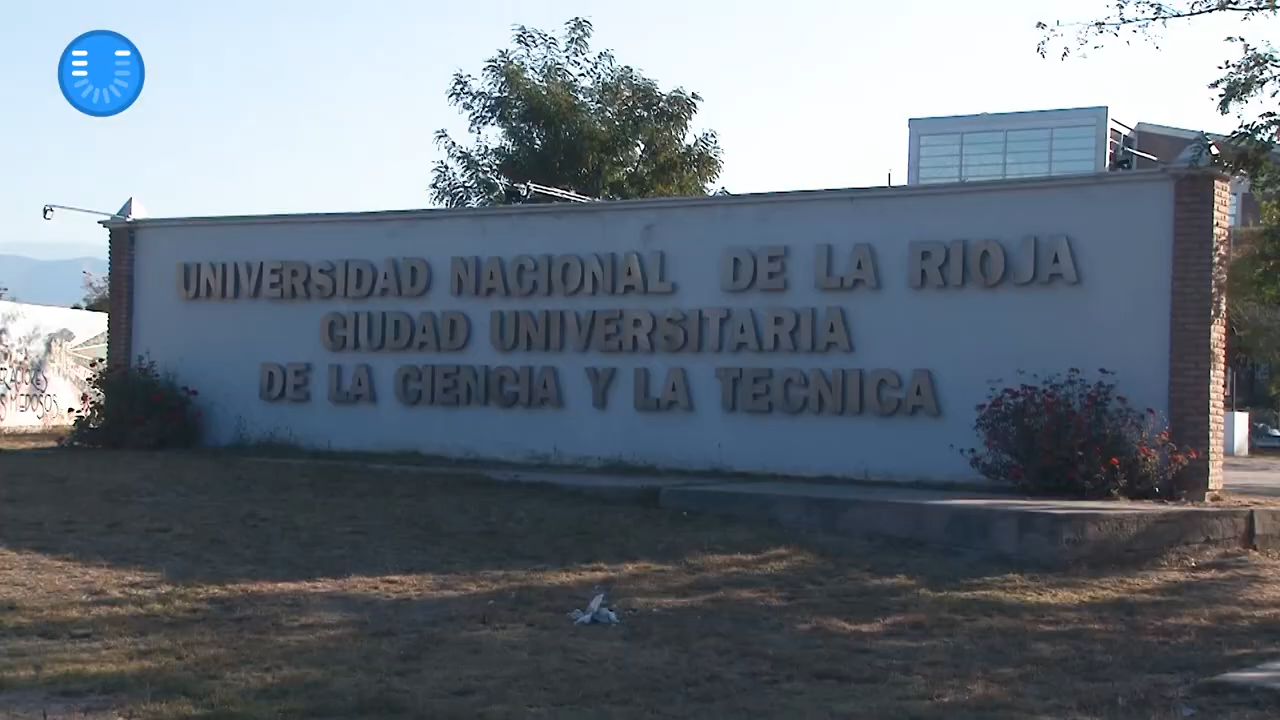 UNIVERSIDAD NACIONAL DE LA RIOJA
CIUDAD UNIVERSITARIA
DE LA CIENCIA Y LA TECNICA